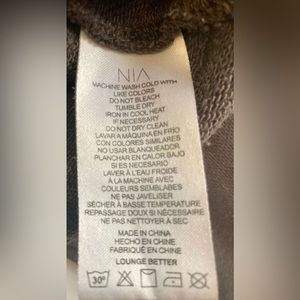 NIA
MACHINE WASH COLD WITH
LIKE COLORS
DO NOT BLEACH
TUMBLE DRY
IRON IN COOL HEAT
IF NECESSARY
DO NOT DRY CLEAN
LAVAR A MÁQUINA EN FRÍO
CON COLORES SIMILARES
NO USAR BLANQUEADOR
PLANCHAR EN CALOR BAJO
SI ES NECESARIO
LAVER À L'EAU FROIDE
À LA MACHINE AVEC
COULEURS SEMBLABES
NE PAS JAVELISER
SÉCHER À BASSE TEMPÉRATURE
REPASSAGE DOUX SI NÉCESSAIRE
NE PAS NETTOYER À SEC
MADE IN CHINA
HECHO EN CHINA
FABRIQUÉ EN CHINE
LOUNGE BETTER
30°